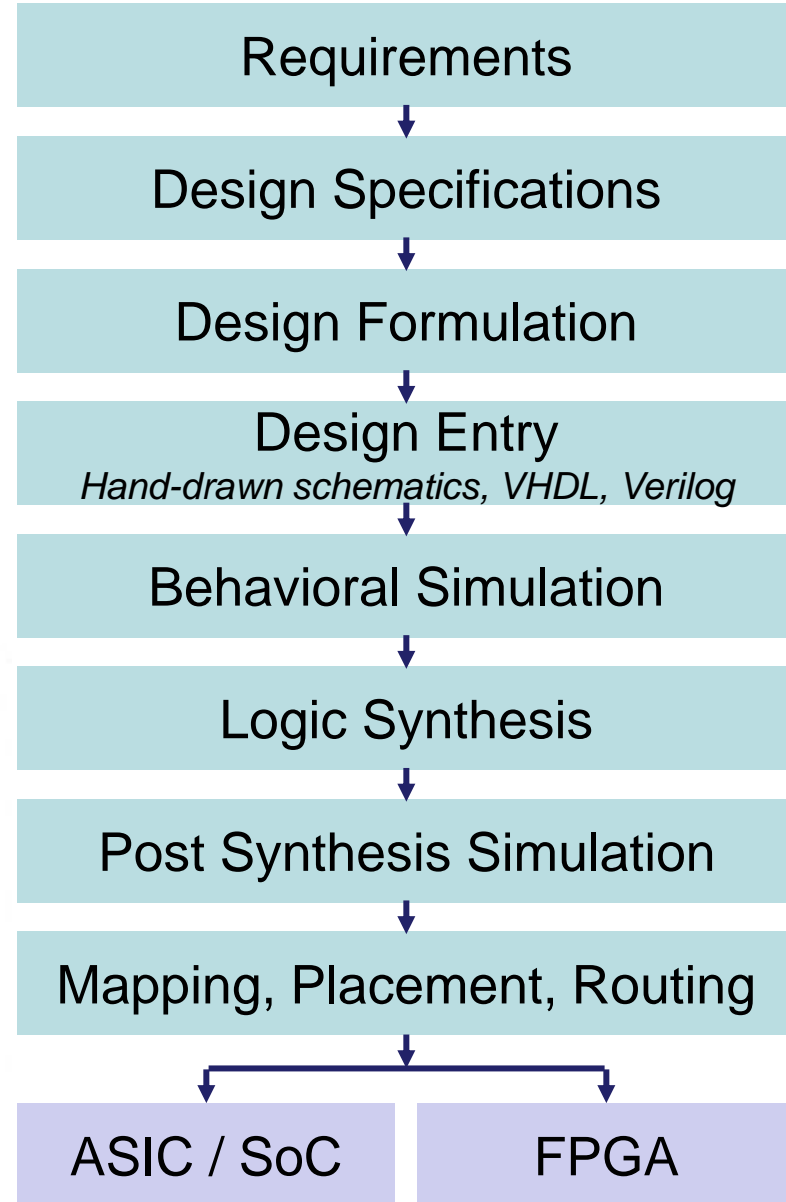 Requirements
Design Specifications
Design Formulation
Design Entry
Hand-drawn schematics, VHDL, Verilog
Behavioral Simulation
Logic Synthesis
Post Synthesis Simulation
Mapping, Placement, Routing
ASIC / SoC
FPGA